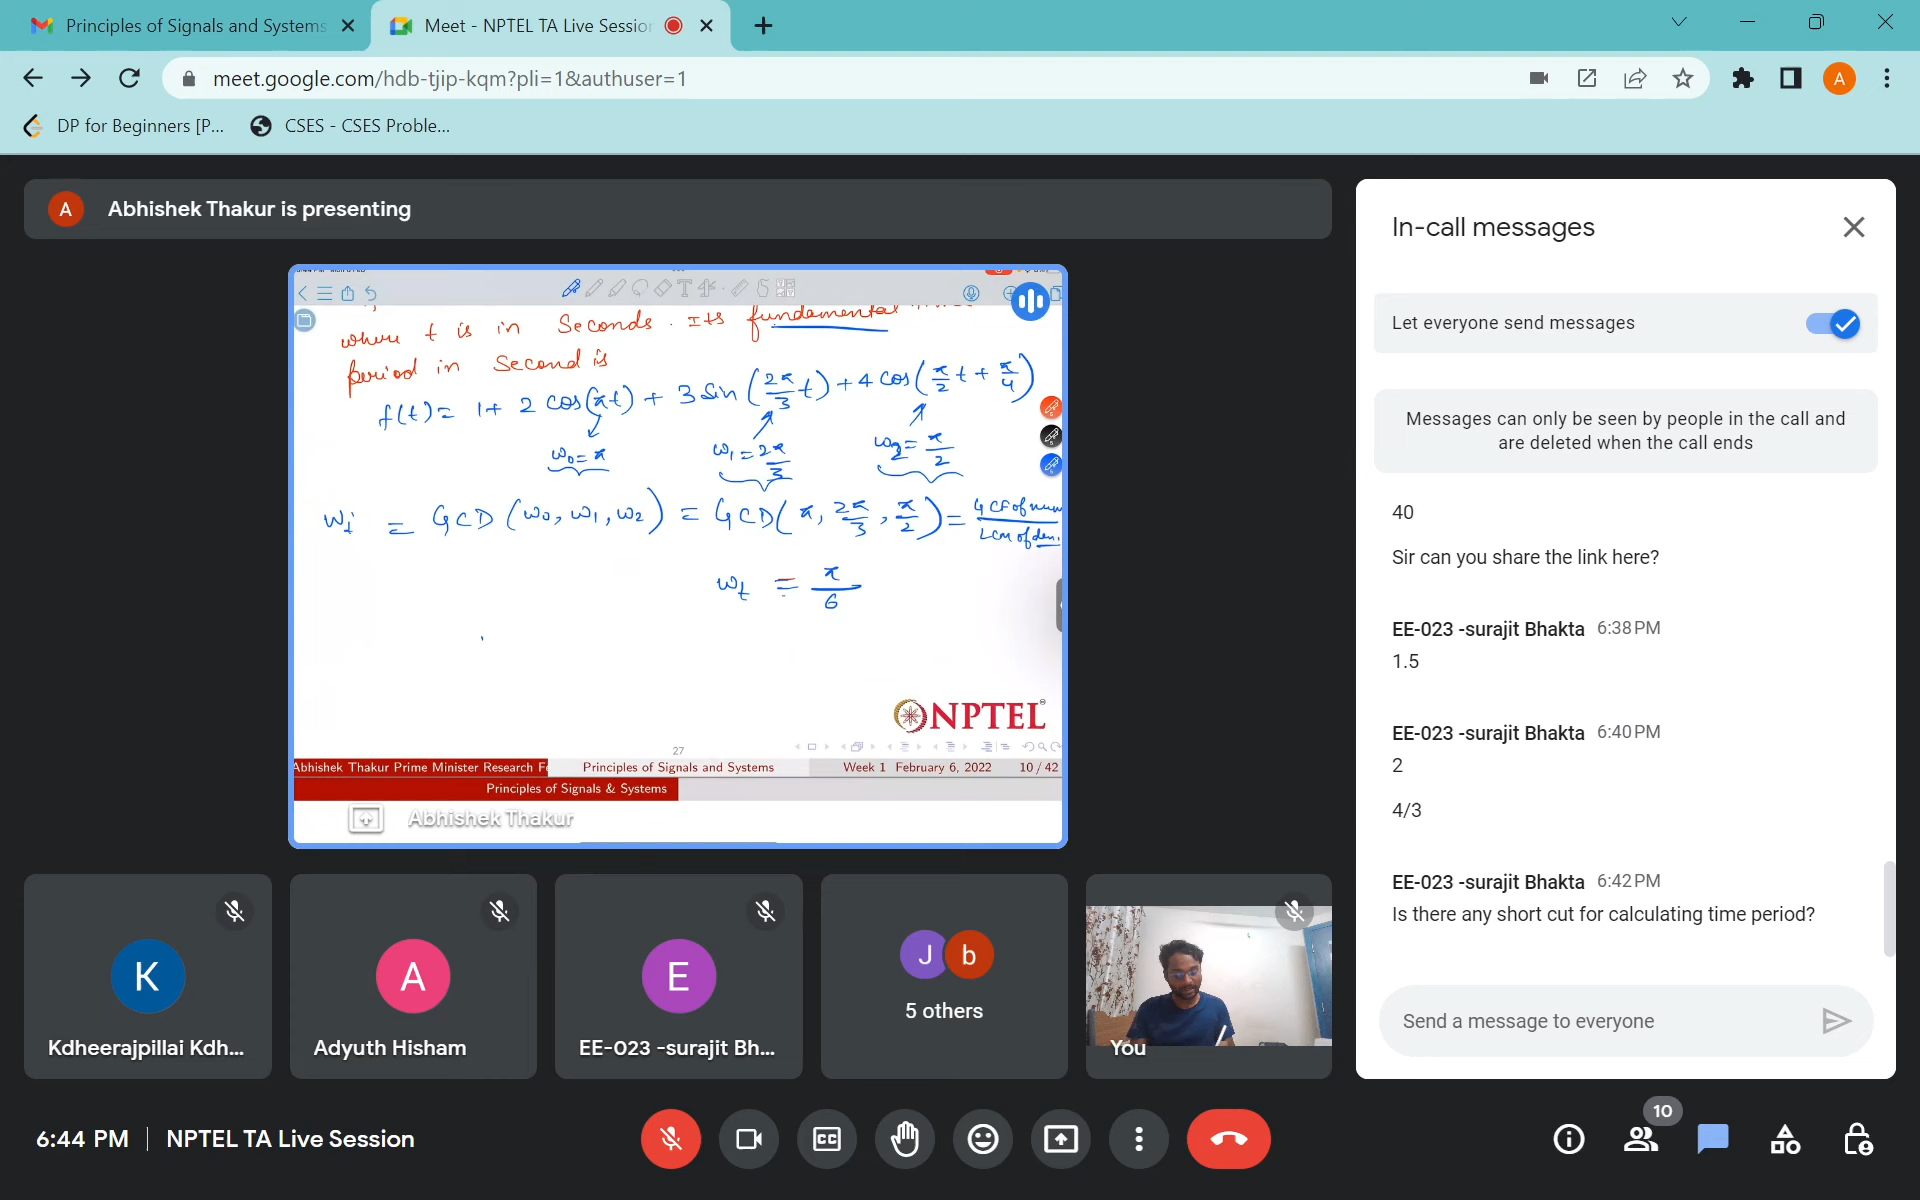 Principles of Signals and Systems
Meet - NPTEL TA Live Session
meet.google.com/hdb-tjip-kqm?pli=1&authuser=1
A
DP for Beginners [P...
CSES - CSES Proble...
A
Abhishek Thakur is presenting
where t is in Seconds. Its fundamental
period in Second is
f(t) = 1 + 2 cos(πt) + 3 Sin (2π/3 t) + 4 cos(π/2 t + π/4)
ω₀ = π
ω₁ = 2π/3
ω₂ = π/2
GCD (ω₀, ω₁, ω₂) = GCD(π, 2π/3, π/2) = GCF of num / LCM of den.
ωt = π/6
NPTEL
27
Abhishek Thakur Prime Minister Research
Principles of Signals and Systems
Week 1 February 6, 2022 10 / 42
Principles of Signals & Systems
Abhishek Thakur
K
Kdheerajpillai Kdh...
A
Adyuth Hisham
E
EE-023 -surajit Bh...
J b
5 others
You
In-call messages
Let everyone send messages
Messages can only be seen by people in the call and
are deleted when the call ends
40
Sir can you share the link here?
EE-023 -surajit Bhakta 6:38 PM
1.5
EE-023 -surajit Bhakta 6:40 PM
2
4/3
EE-023 -surajit Bhakta 6:42 PM
Is there any short cut for calculating time period?
Send a message to everyone
6:44 PM
NPTEL TA Live Session
CC
10